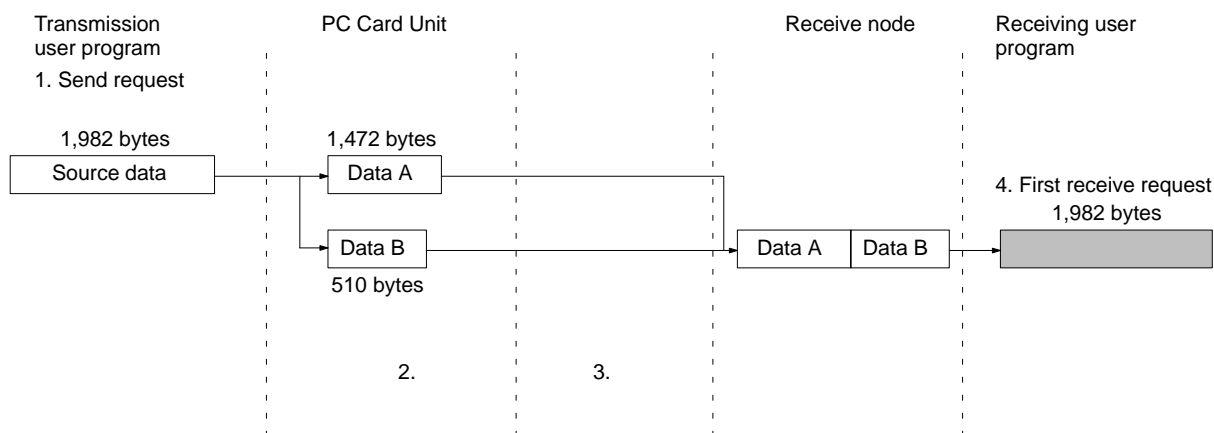 Transmission
user program
PC Card Unit
Receive node
Receiving user
program
1. Send request
1,982 bytes
Source data
1,472 bytes
Data A
Data B
510 bytes
Data A
Data B
4. First receive request
1,982 bytes
2.
3.